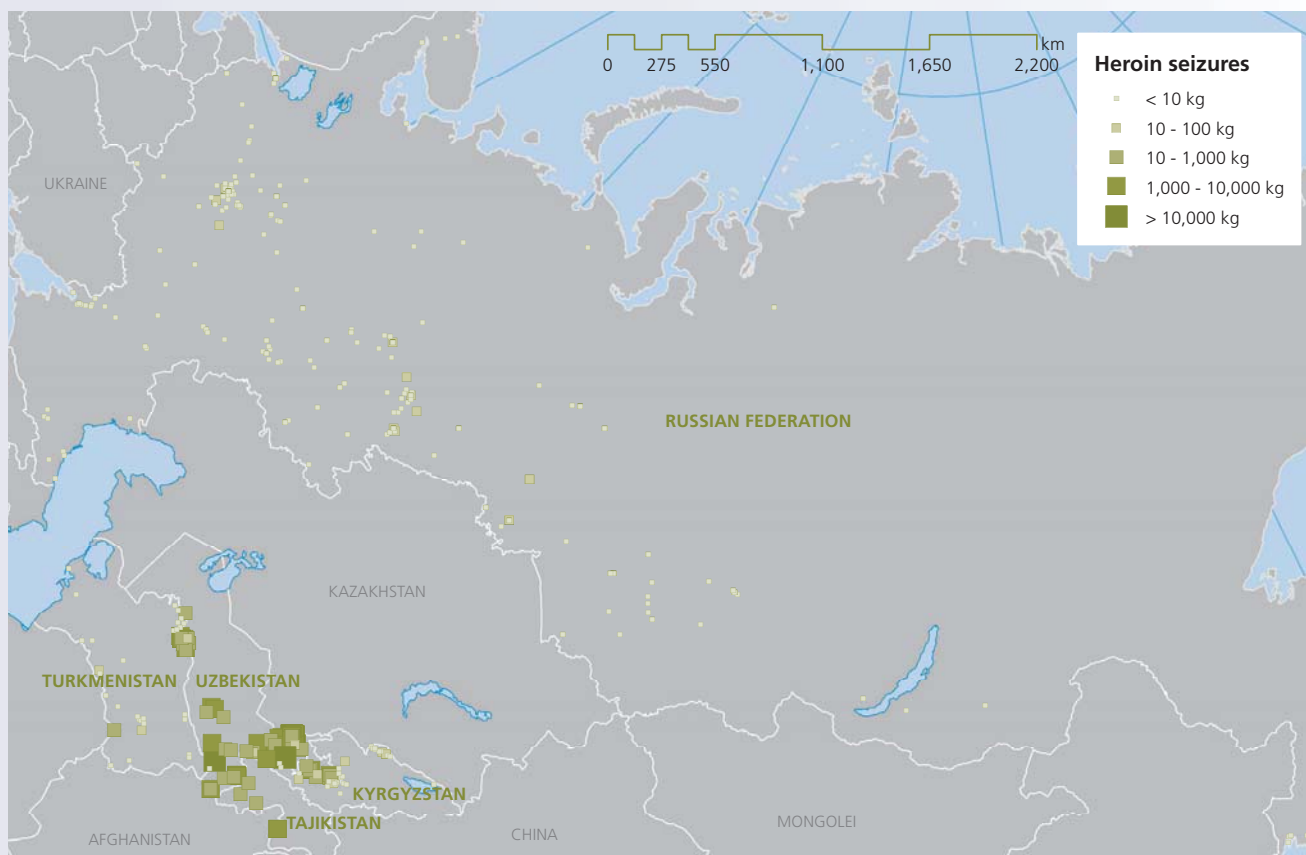 km
0 275 550 1,100 1,650 2,200
Heroin seizures
< 10 kg
10 - 100 kg
10 - 1,000 kg
1,000 - 10,000 kg
> 10,000 kg
UKRAINE
RUSSIAN FEDERATION
KAZAKHSTAN
TURKMENISTAN UZBEKISTAN
KYRGYZSTAN
TAJIKISTAN
AFGHANISTAN
CHINA
MONGOLEI